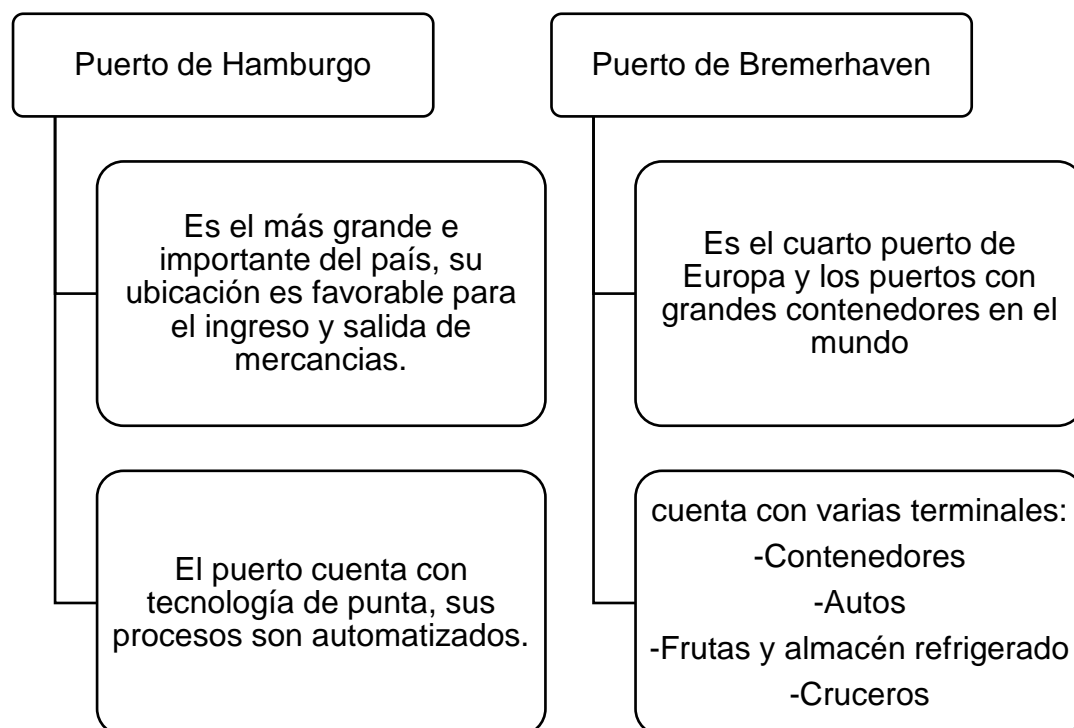 Puerto de Hamburgo
Es el más grande e
importante del país, su
ubicación es favorable para
el ingreso y salida de
mercancias.
El puerto cuenta con
tecnología de punta, sus
procesos son automatizados.
Puerto de Bremerhaven
Es el cuarto puerto de
Europa y los puertos con
grandes contenedores en el
mundo
cuenta con varias terminales:
-Contenedores
-Autos
-Frutas y almacén refrigerado
-Cruceros